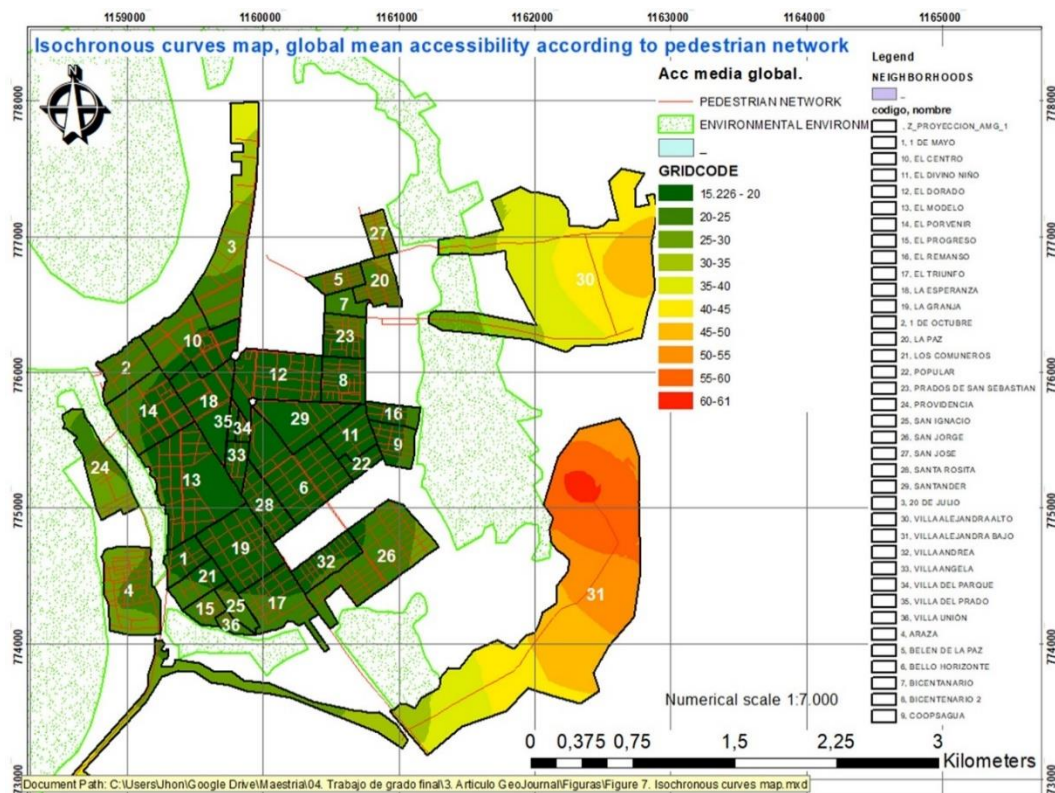 1159000 1160000 1161000 1162000 1163000 1164000 1165000
Isochronous curves map, global mean accessibility according to pedestrian network
N
Acc media global.
PEDESTRIAN NETWORK
ENVIRONMENTAL ENVIRONM
_
GRIDCODE
15.226 - 20
20-25
25-30
30-35
35-40
40-45
45-50
50-55
55-60
60-61
Legend
NEIGHBORHOODS
_
codigo, nombre
, Z_PROYECCION_AMG_1
1, 1 DE MAYO
10, EL CENTRO
11, EL DIVINO NIÑO
12, EL DORADO
13, EL MODELO
14, EL PORVENIR
15, EL PROGRESO
16, EL REMANSO
17, EL TRIUNFO
18, LA ESPERANZA
19, LA GRANJA
2, 1 DE OCTUBRE
20, LA PAZ
21, LOS COMUNEROS
22, POPULAR
23, PRADOS DE SAN SEBASTIAN
24, PROVIDENCIA
25, SAN IGNACIO
26, SAN JORGE
27, SAN JOSE
28, SANTA ROSITA
29, SANTANDER
3, 20 DE JULIO
30, VILLA ALEJANDRA ALTO
31, VILLA ALEJANDRA BAJO
32, VILLA ANDREA
33, VILLA ANGELA
34, VILLA DEL PARQUE
35, VILLA DEL PRADO
36, VILLA UNIÓN
4, ARAZA
5, BELEN DE LA PAZ
6, BELLO HORIZONTE
7, BICENTANARIO
8, BICENTENARIO 2
9, COOPSAGUA
778000
778000
777000
777000
776000
776000
775000
775000
774000
774000
773000
773000
27
3
5
20
30
7
10
23
2
12
8
14
18
35
34
29
16
11
9
33
22
24
13
6
28
1
19
32
26
21
4
15
25
17
36
31
Numerical scale 1:7.000
0 0,375 0,75 1,5 2,25 3
Kilometers
Document Path: C:\Users\Jhon\Google Drive\Maestria\04. Trabajo de grado final\3. Articulo GeoJournal\Figuras\Figure 7. Isochronous curves map.mxd